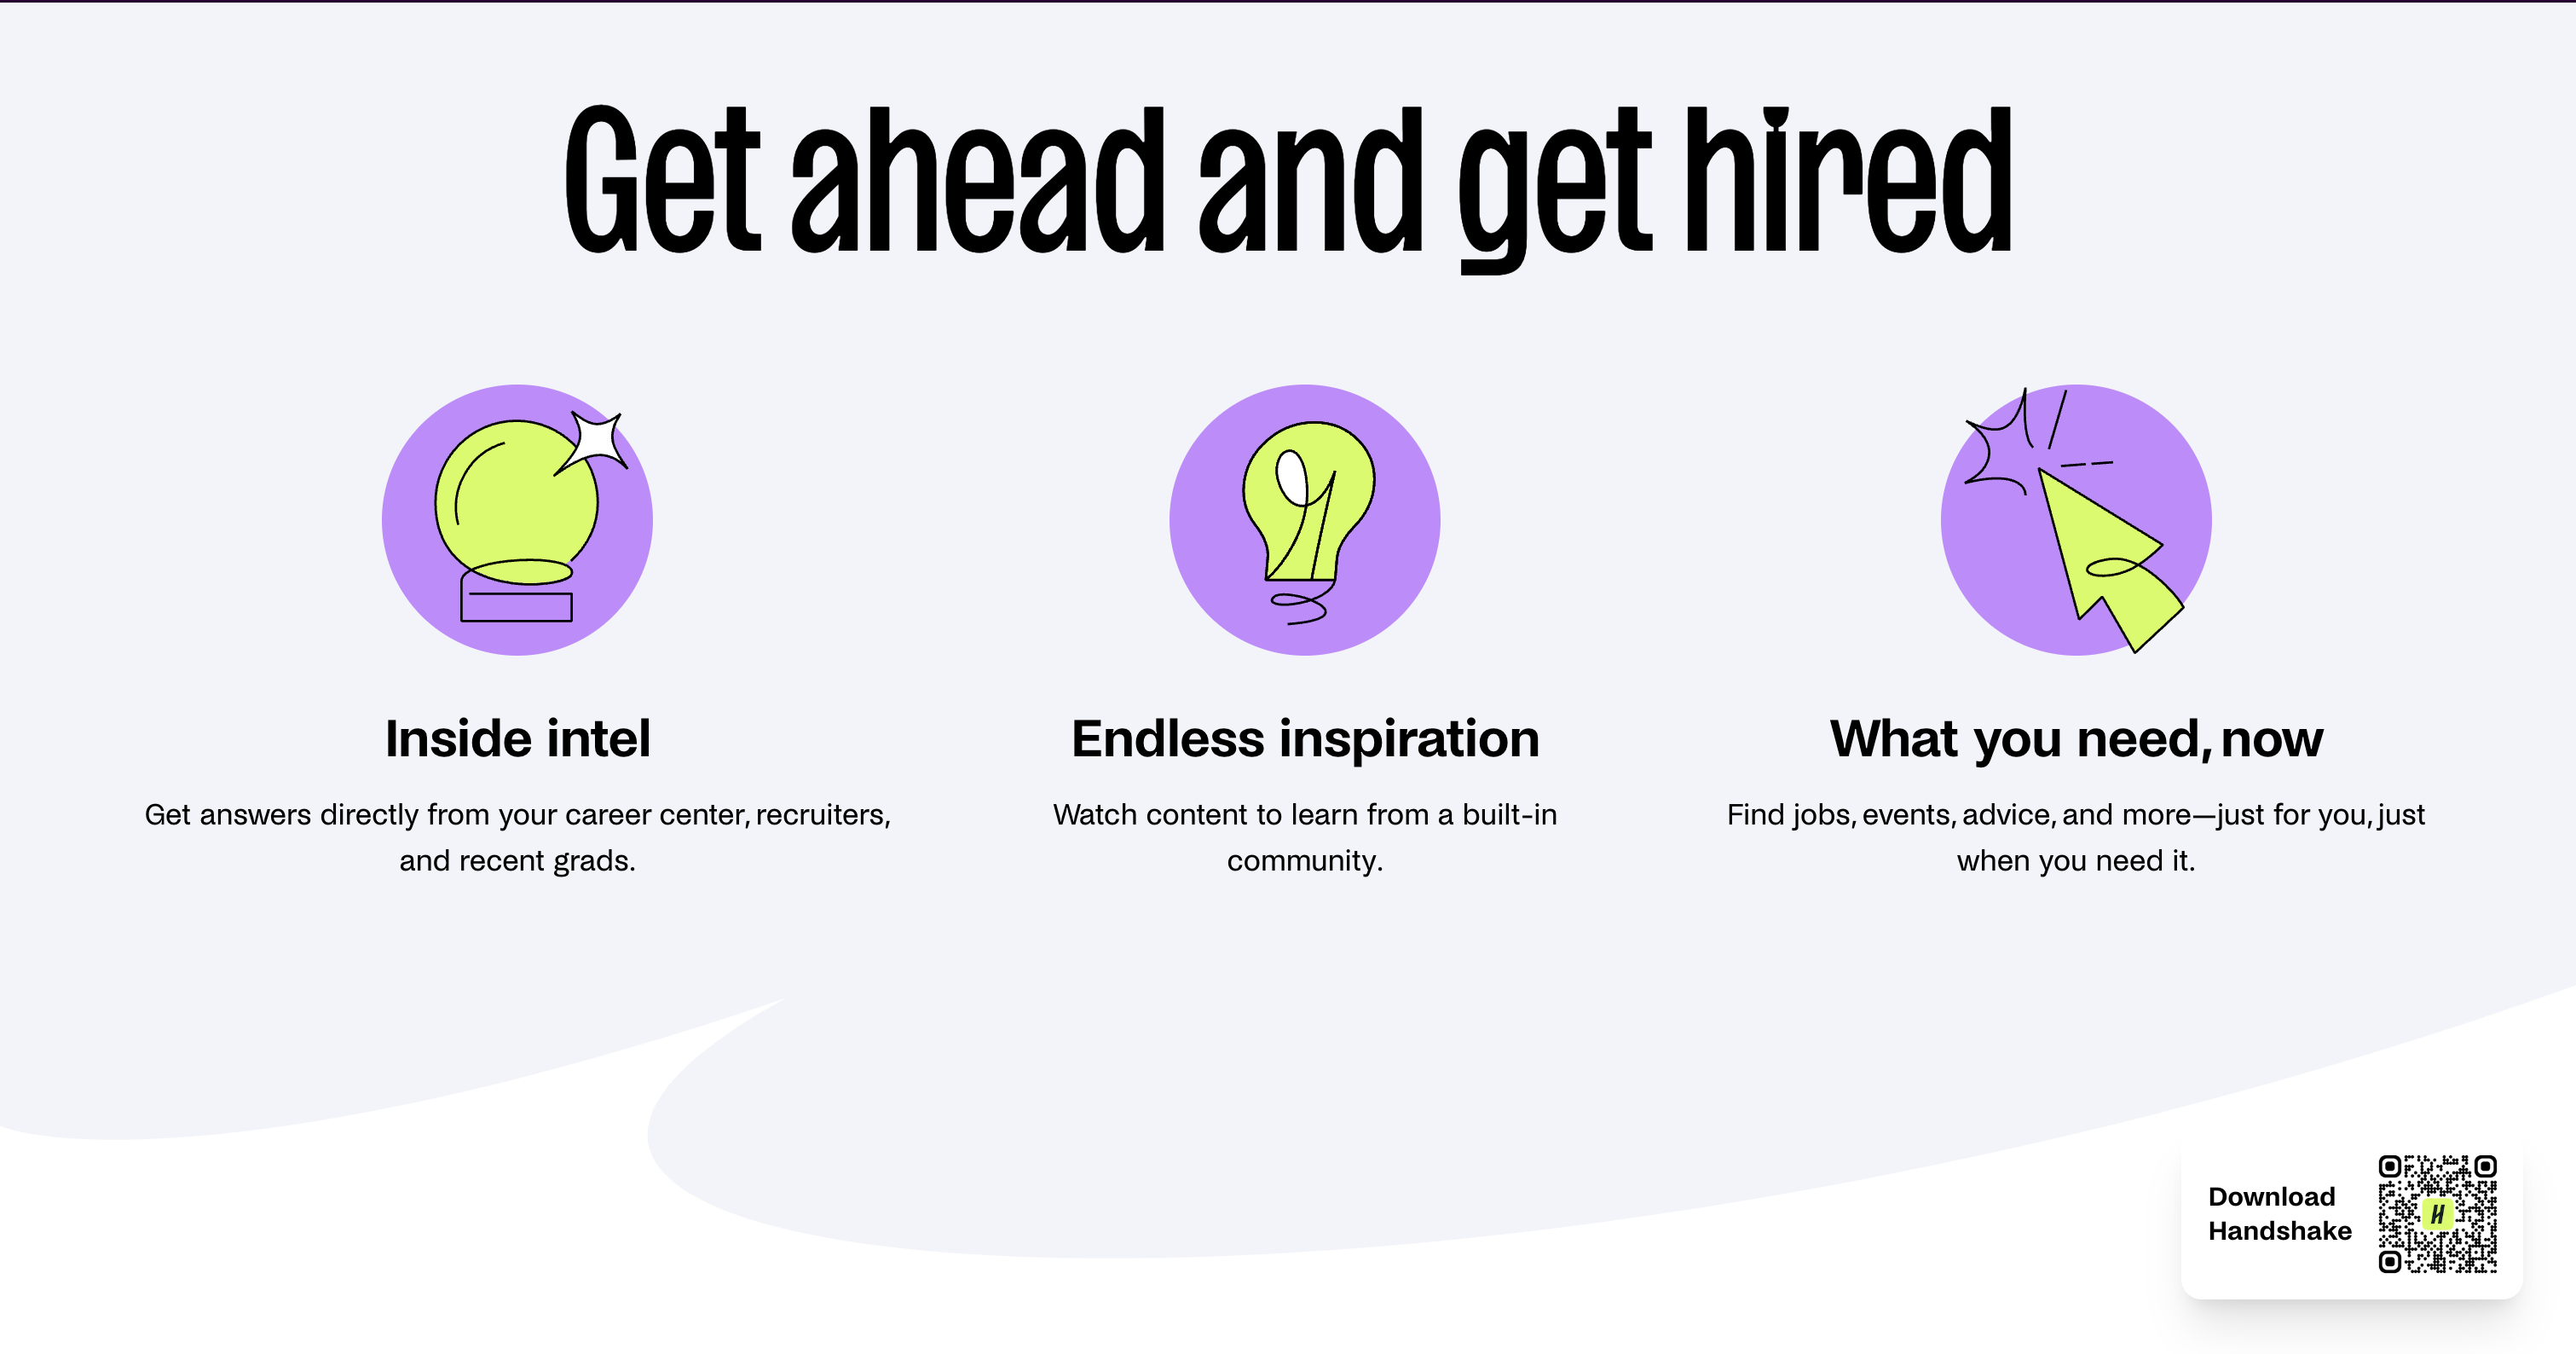 Get ahead and get hired
Inside intel
Get answers directly from your career center, recruiters,
and recent grads.
Endless inspiration
Watch content to learn from a built-in
community.
What you need, now
Find jobs, events, advice, and more—just for you, just
when you need it.
Download
Handshake
H